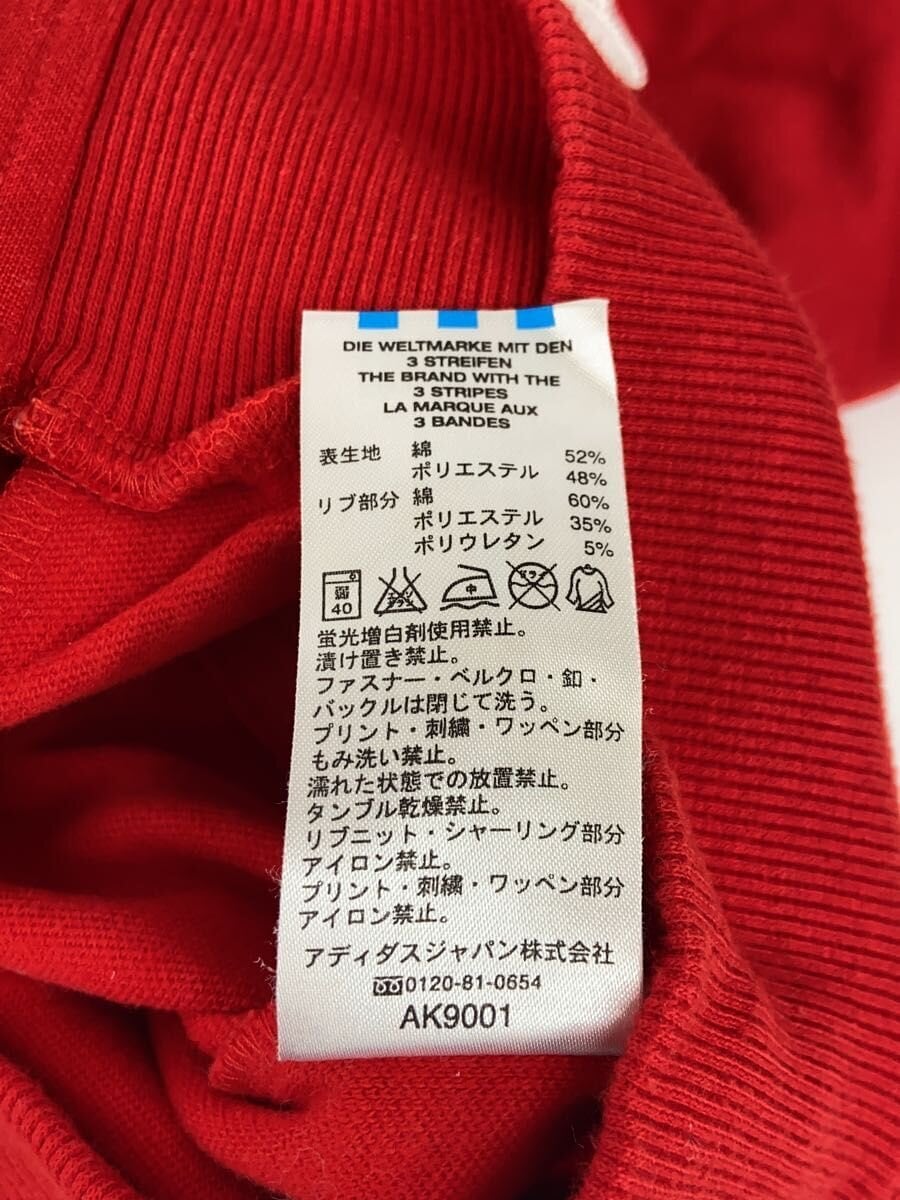 DIE WELTMARKE MIT DEN
3 STREIFEN
THE BRAND WITH THE
3 STRIPES
LA MARQUE AUX
3 BANDES
表生地 綿 52%
ポリエステル 48%
リブ部分 綿 60%
ポリエステル 35%
ポリウレタン 5%
弱 40 中
蛍光増白剤使用禁止。
漬け置き禁止。
ファスナー・ベルクロ・釦・
バックルは閉じて洗う。
プリント・刺繍・ワッペン部分
もみ洗い禁止。
濡れた状態での放置禁止。
タンブル乾燥禁止。
リブニット・シャーリング部分
アイロン禁止。
プリント・刺繍・ワッペン部分
アイロン禁止。
アディダスジャパン株式会社
0120-81-0654
AK9001